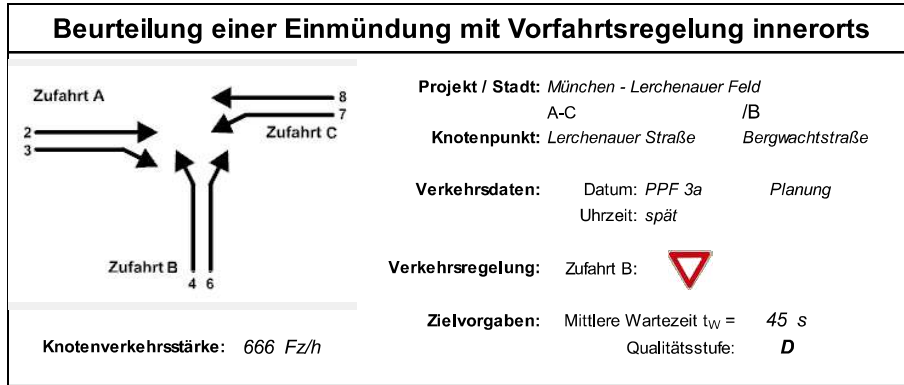 Beurteilung einer Einmündung mit Vorfahrtsregelung innerorts
Zufahrt A
8
7
Zufahrt C
2
3
Zufahrt B
4 6
Knotenverkehrsstärke: 666 Fz/h
Projekt / Stadt: München - Lerchenauer Feld
A-C /B
Knotenpunkt: Lerchenauer Straße Bergwachtstraße
Verkehrsdaten: Datum: PPF 3a Planung
Uhrzeit: spät
Verkehrsregelung: Zufahrt B:
Zielvorgaben: Mittlere Wartezeit tW = 45 s
Qualitätsstufe: D